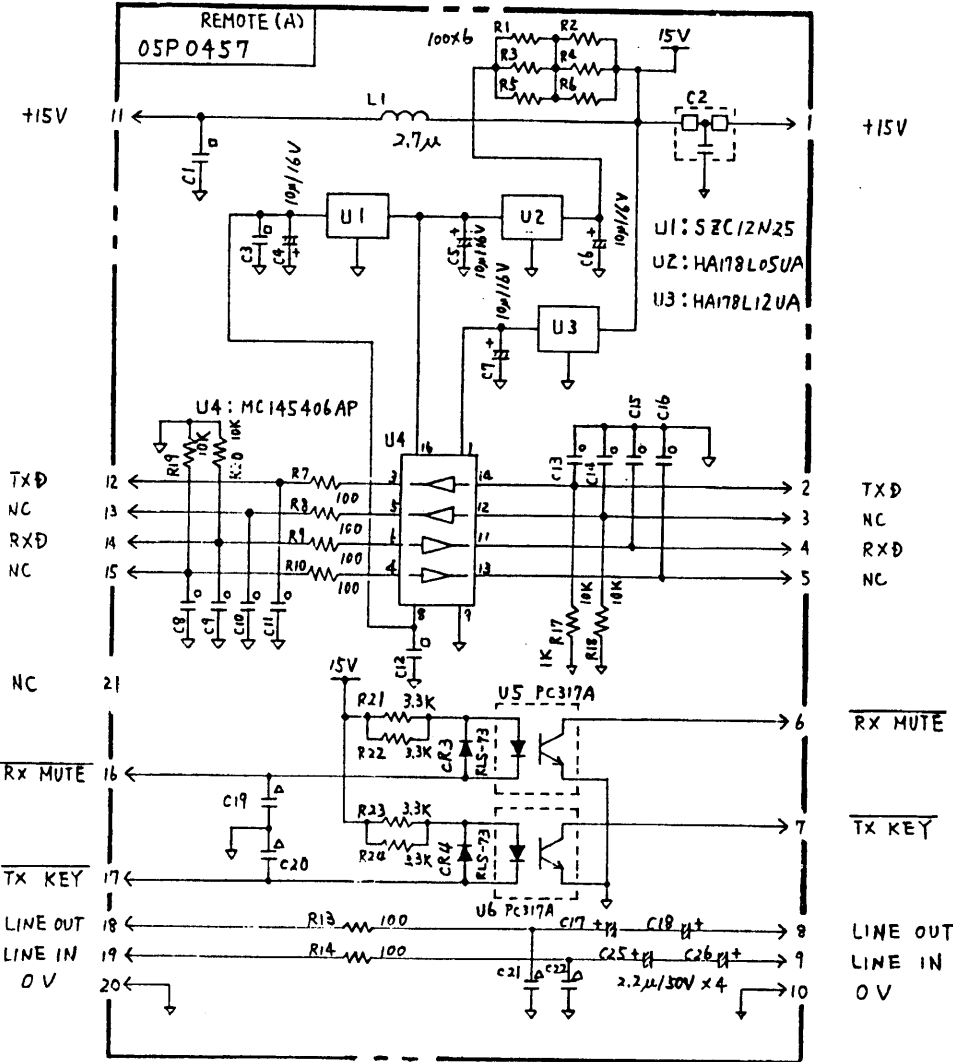 REMOTE (A)
05P0457
100x6
R1
R2
R3
R4
R5
R6
15V
+15V
11
L1
2.7μ
C2
1
+15V
C1
C3
C4
10μ/16V
U1
C5
10μ/16V
U2
C6
10μ/16V
U1: SZC12N25
U2: HA178L05UA
U3: HA178L12UA
10μ/16V
C7
U3
U4: MC145406AP
U4
16
1
R19
10K
R20
10K
C13
C14
C15
C16
TXD
12
R7
100
3
14
2
TXD
NC
13
R8
100
5
12
3
NC
RXD
14
R9
100
6
11
4
RXD
NC
15
R10
100
4
13
5
NC
C8
C9
C10
C11
8
9
C12
1K
R17
10K
R18
10K
NC
21
15V
R21
3.3K
R22
3.3K
CR3
RLS-73
U5 PC317A
6
RX MUTE
RX MUTE
16
C19
C20
R23
3.3K
R24
3.3K
CR4
RLS-73
U6 PC317A
7
TX KEY
TX KEY
17
LINE OUT
18
R13
100
C17
+
C18
+
8
LINE OUT
LINE IN
19
R14
100
C21
C22
C25
+
C26
+
9
LINE IN
2.2μ/50V x4
0V
20
10
0V